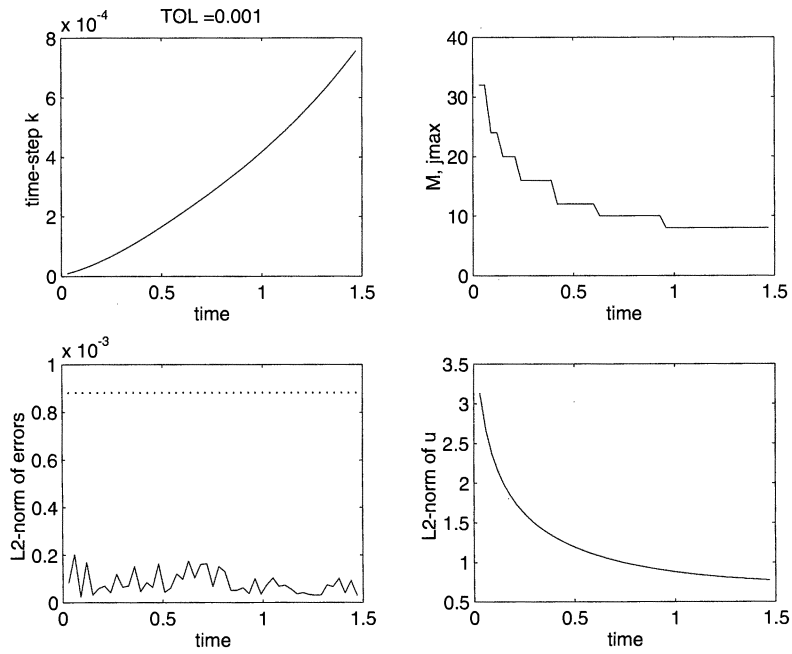 TOL =0.001
x 10⁻⁴
8
6
4
2
0
0 0.5 1 1.5
time
time-step k
40
30
20
10
0
0 0.5 1 1.5
time
M, jmax
x 10⁻³
1
0.8
0.6
0.4
0.2
0
0 0.5 1 1.5
time
L2-norm of errors
3.5
3
2.5
2
1.5
1
0.5
0 0.5 1 1.5
time
L2-norm of u